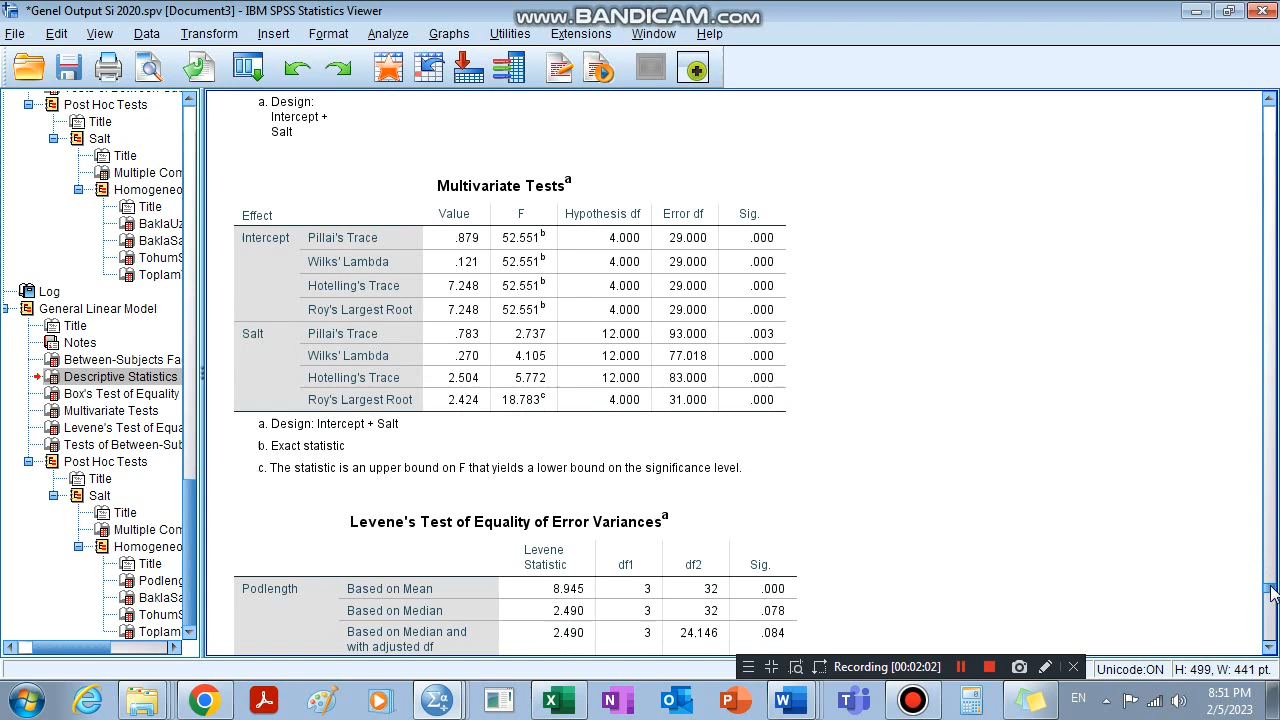 *Genel Output Si 2020.spv [Document3] - IBM SPSS Statistics Viewer
www.BANDICAM.com
File Edit View Data Transform Insert Format Analyze Graphs Utilities Extensions Window Help
Post Hoc Tests
Title
Salt
Title
Multiple Com
Homogeneo
Title
BaklaUz
BaklaSa
TohumS
Toplam
Log
General Linear Model
Title
Notes
Between-Subjects Fa
Descriptive Statistics
Box's Test of Equality
Multivariate Tests
Levene's Test of Equa
Tests of Between-Sub
Post Hoc Tests
Title
Salt
Title
Multiple Com
Homogeneo
Title
Podleng
BaklaSa
TohumS
Toplam
a. Design:
Intercept +
Salt
Multivariate Tests a
Effect Value F Hypothesis df Error df Sig.
Intercept Pillai's Trace .879 52.551 b 4.000 29.000 .000
Wilks' Lambda .121 52.551 b 4.000 29.000 .000
Hotelling's Trace 7.248 52.551 b 4.000 29.000 .000
Roy's Largest Root 7.248 52.551 b 4.000 29.000 .000
Salt Pillai's Trace .783 2.737 12.000 93.000 .003
Wilks' Lambda .270 4.105 12.000 77.018 .000
Hotelling's Trace 2.504 5.772 12.000 83.000 .000
Roy's Largest Root 2.424 18.783 c 4.000 31.000 .000
a. Design: Intercept + Salt
b. Exact statistic
c. The statistic is an upper bound on F that yields a lower bound on the significance level.
Levene's Test of Equality of Error Variances a
Levene
Statistic df1 df2 Sig.
Podlength Based on Mean 8.945 3 32 .000
Based on Median 2.490 3 32 .078
Based on Median and 2.490 3 24.146 .084
with adjusted df
Recording [00:02:02]
Unicode:ON H: 499, W: 441 pt.
EN
8:51 PM
2/5/2023